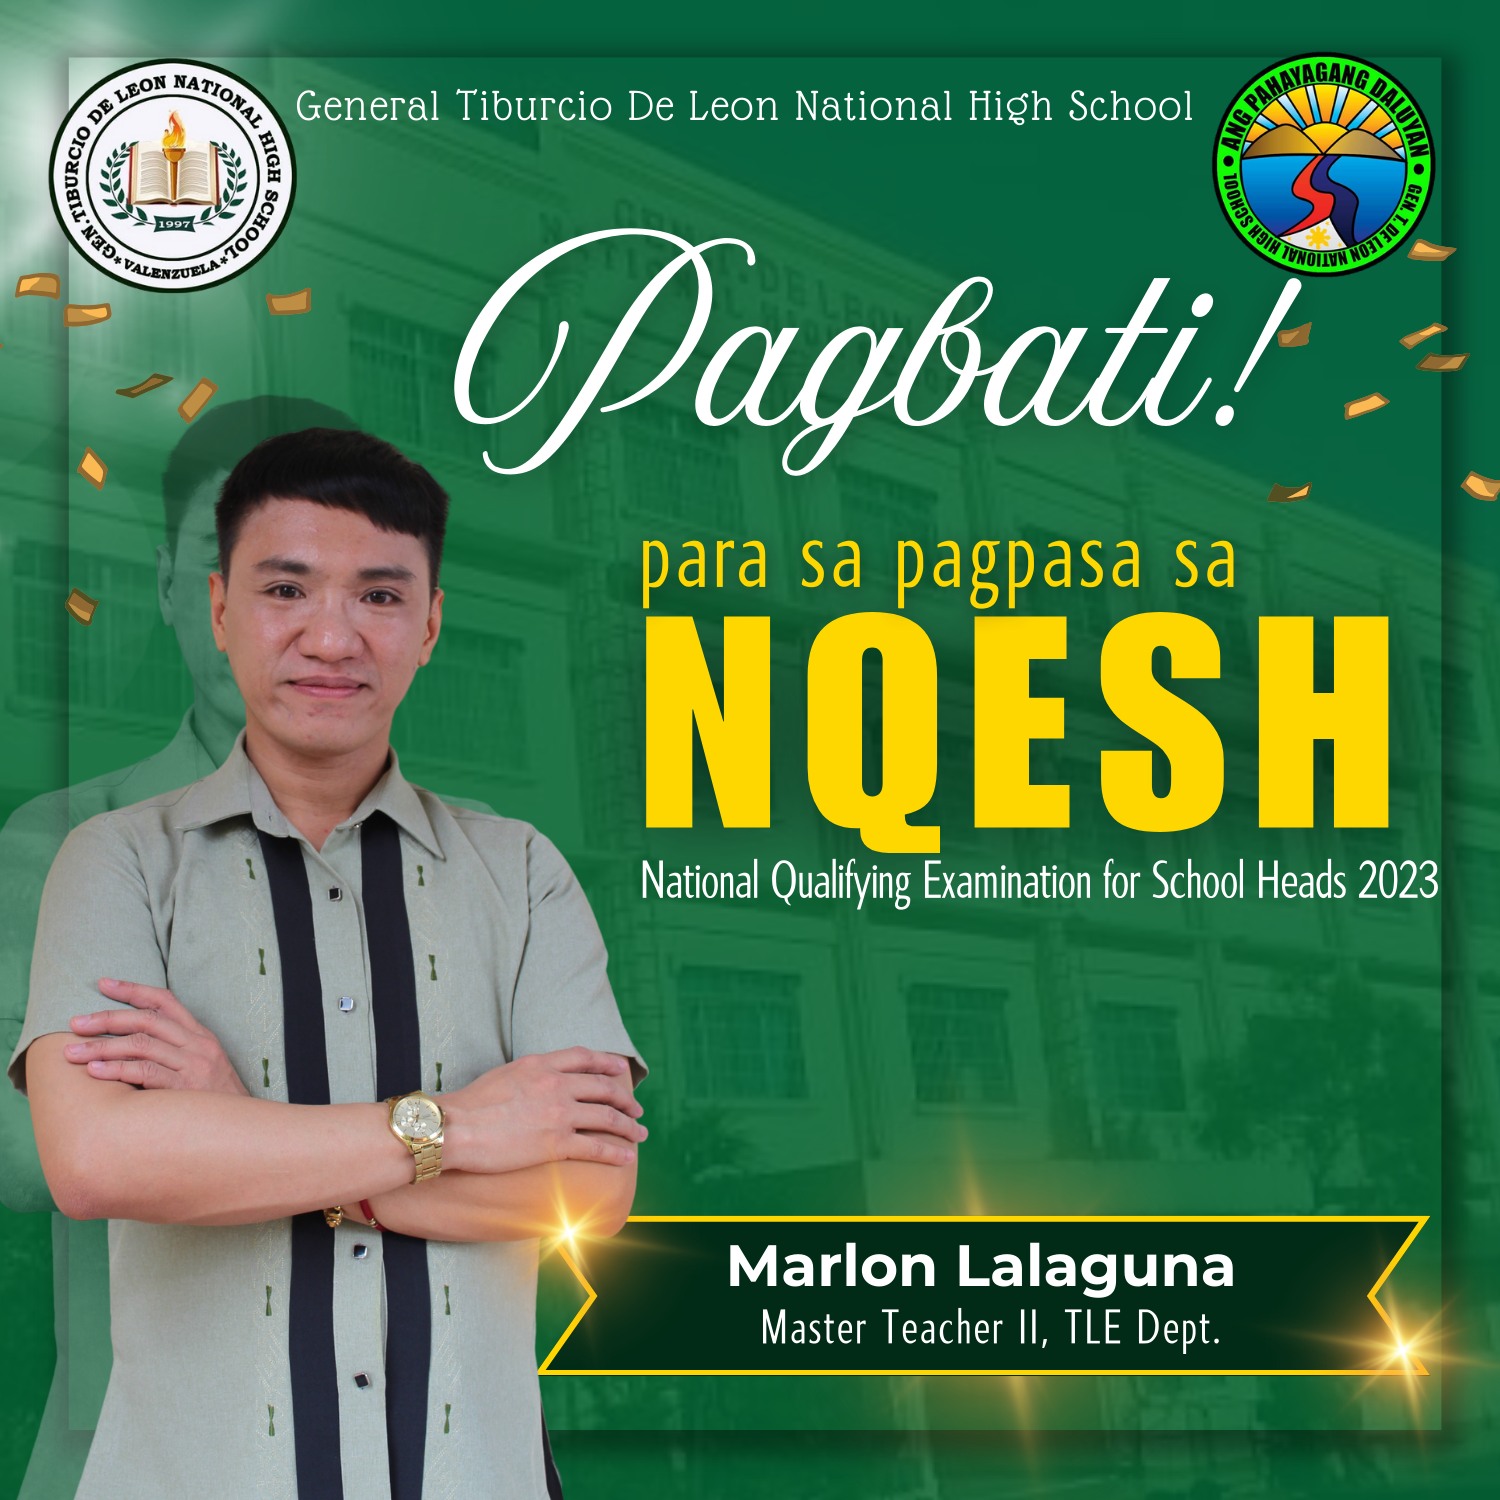 General Tiburcio De Leon National High School
GEN. TIBURCIO DE LEON NATIONAL HIGH SCHOOL
* VALENZUELA *
1997
• ANG PAHAYAGANG DALUYAN •
GEN. T. DE LEON NATIONAL HIGH SCHOOL
Pagbati!
para sa pagpasa sa
NQESH
National Qualifying Examination for School Heads 2023
Marlon Lalaguna
Master Teacher II, TLE Dept.